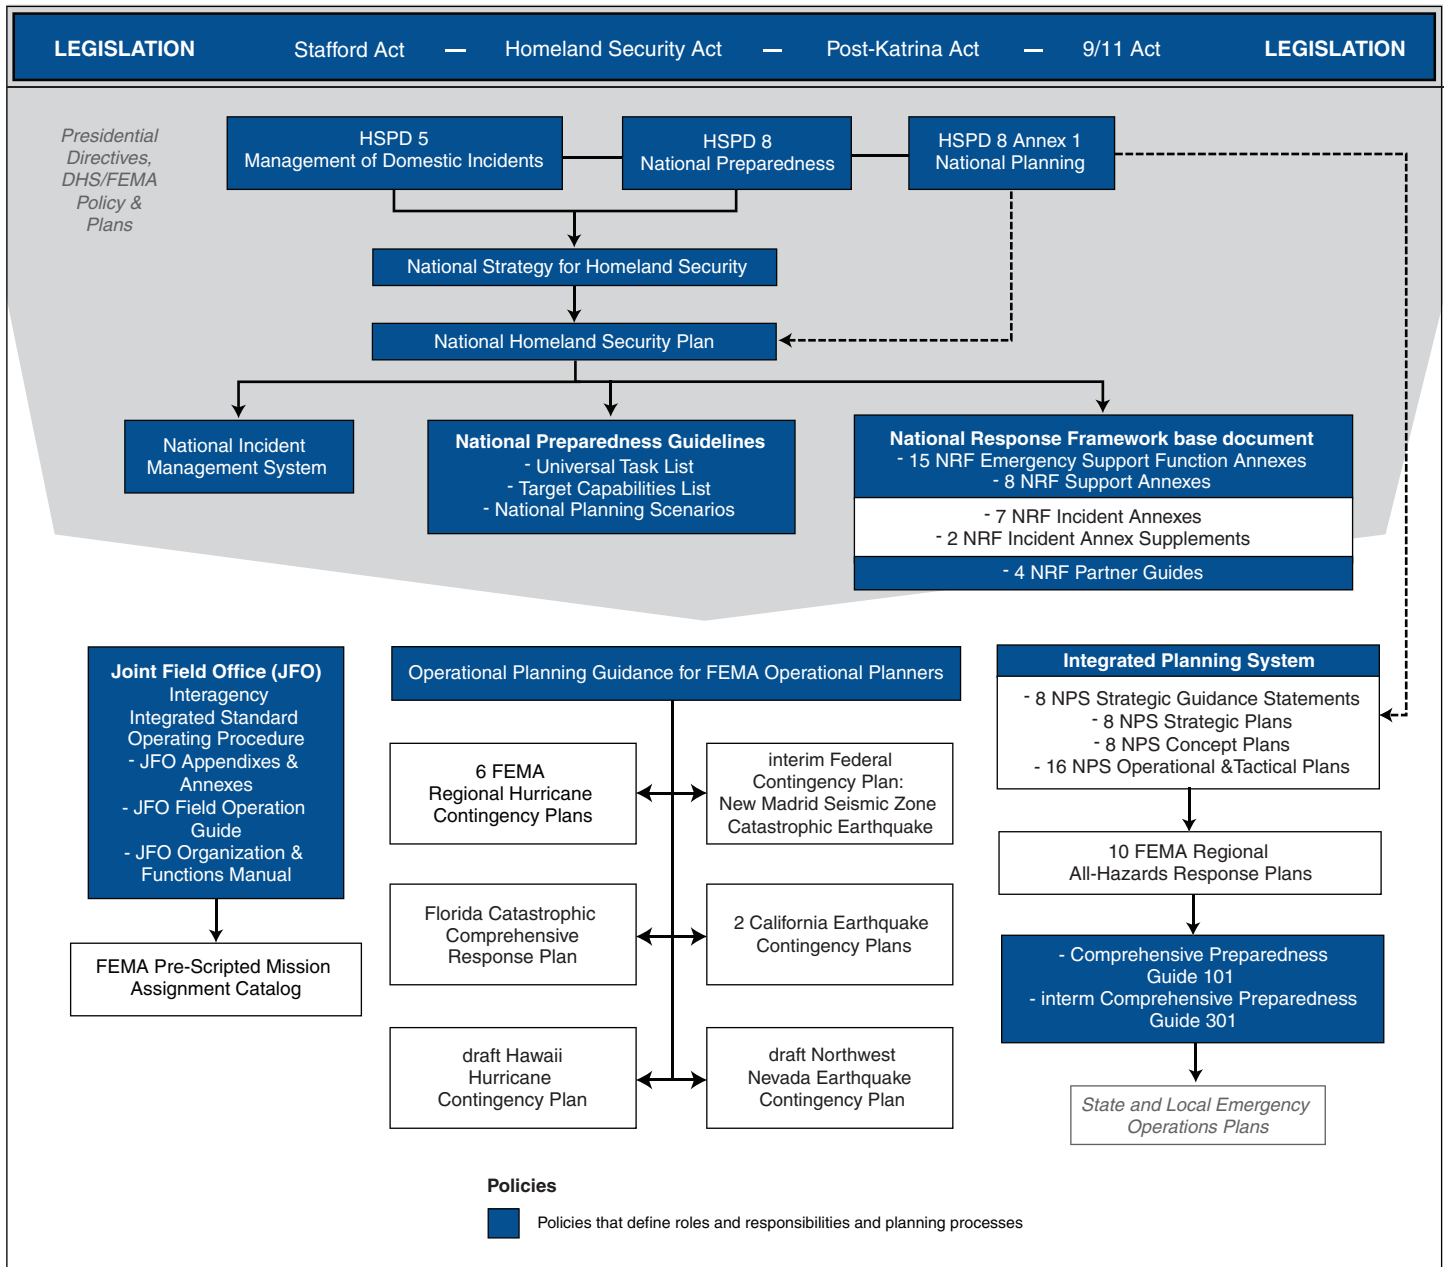 LEGISLATION Stafford Act — Homeland Security Act — Post-Katrina Act — 9/11 Act LEGISLATION
Presidential
Directives,
DHS/FEMA
Policy &
Plans
HSPD 5
Management of Domestic Incidents
HSPD 8
National Preparedness
HSPD 8 Annex 1
National Planning
National Strategy for Homeland Security
National Homeland Security Plan
National Incident
Management System
National Preparedness Guidelines
- Universal Task List
- Target Capabilities List
- National Planning Scenarios
National Response Framework base document
- 15 NRF Emergency Support Function Annexes
- 8 NRF Support Annexes
- 7 NRF Incident Annexes
- 2 NRF Incident Annex Supplements
- 4 NRF Partner Guides
Joint Field Office (JFO)
Interagency
Integrated Standard
Operating Procedure
- JFO Appendixes &
Annexes
- JFO Field Operation
Guide
- JFO Organization &
Functions Manual
FEMA Pre-Scripted Mission
Assignment Catalog
Operational Planning Guidance for FEMA Operational Planners
6 FEMA
Regional Hurricane
Contingency Plans
interim Federal
Contingency Plan:
New Madrid Seismic Zone
Catastrophic Earthquake
Florida Catastrophic
Comprehensive
Response Plan
2 California Earthquake
Contingency Plans
draft Hawaii
Hurricane
Contingency Plan
draft Northwest
Nevada Earthquake
Contingency Plan
Integrated Planning System
- 8 NPS Strategic Guidance Statements
- 8 NPS Strategic Plans
- 8 NPS Concept Plans
- 16 NPS Operational &Tactical Plans
10 FEMA Regional
All-Hazards Response Plans
- Comprehensive Preparedness
Guide 101
- interm Comprehensive Preparedness
Guide 301
State and Local Emergency
Operations Plans
Policies
Policies that define roles and responsibilities and planning processes